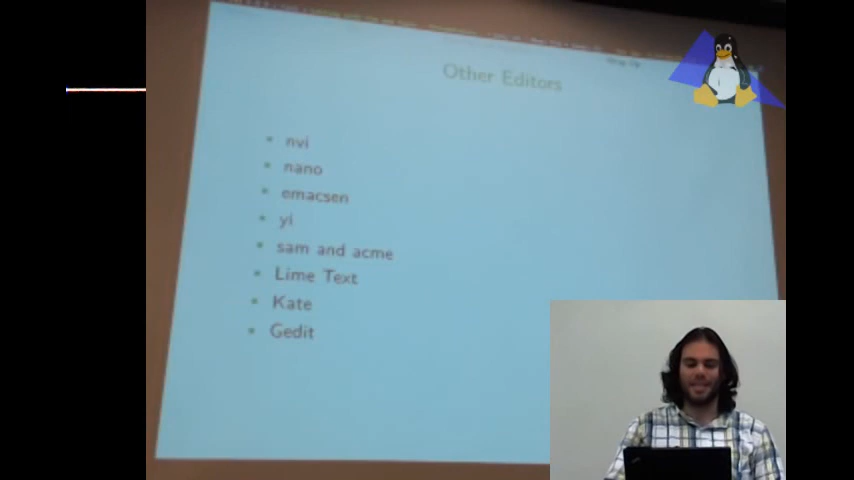 Other Editors
nvi
nano
emacsen
yi
sam and acme
Lime Text
Kate
Gedit